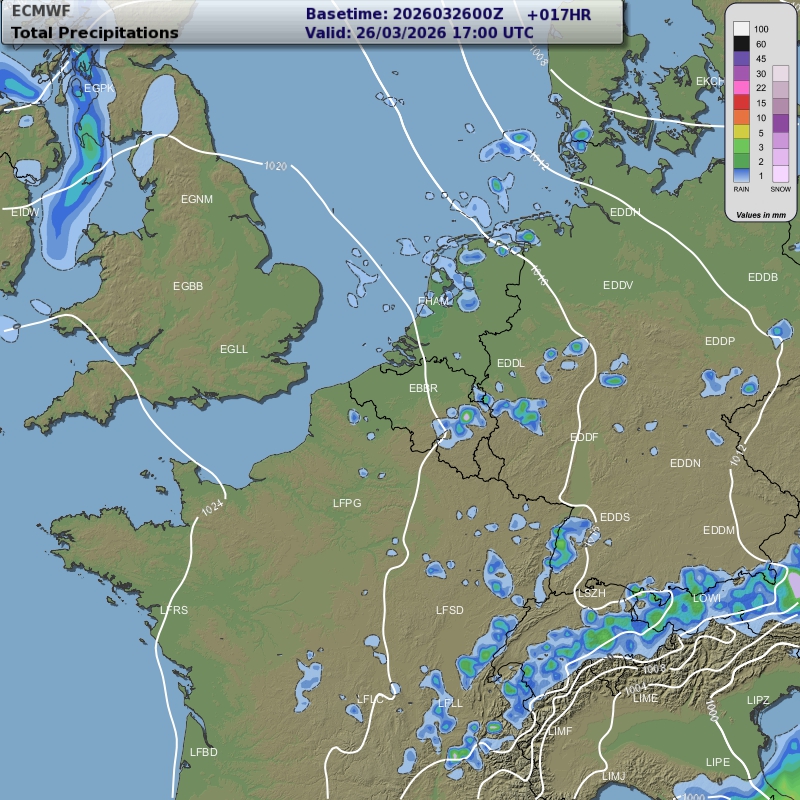 ECMWF
Basetime: 2026032600Z +017HR
Total Precipitations
Valid: 26/03/2026 17:00 UTC
100
60
45
30
22
15
10
5
3
2
1
RAIN SNOW
Values in mm
1008
EKCH
EGPK
1012
1020
EIDW
EGNM
EDDH
1016
EDDV
EDDB
EGBB
EHAM
EDDP
EGLL
EDDL
EBBR
EDDF
1012
EDDN
LFPG
1024
EDDS
EDDM
LSZH
LOWI
LFRS
LFSD
1008
1004
LFLC
LFLL
LIME
1000
LIPZ
LIMF
LFBD
LIPE
LIMJ
1000